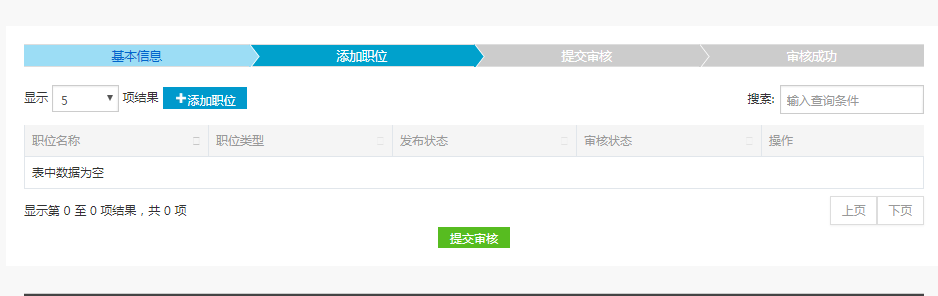 基本信息 添加职位 提交审核 审核成功
显示 5 项结果 +添加职位 搜索: 输入查询条件
职位名称 职位类型 发布状态 审核状态 操作
表中数据为空
显示第 0 至 0 项结果，共 0 项 上页 下页
提交审核